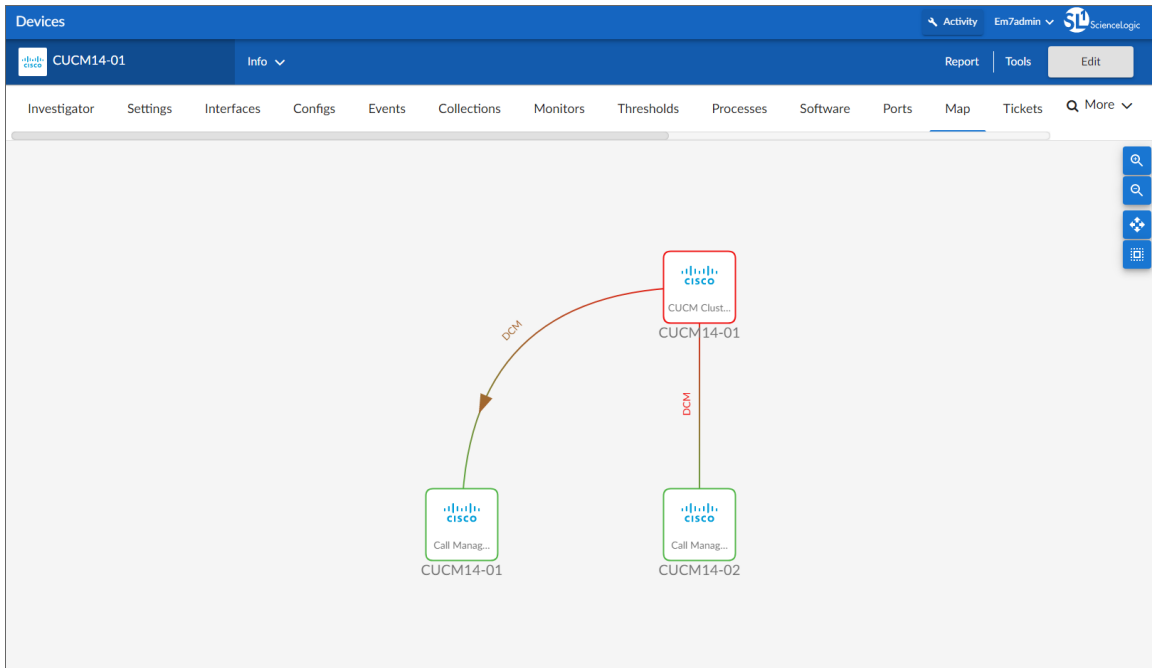 Devices
Activity
Em7admin
SL1 ScienceLogic
CISCO
CUCM14-01
Info
Report
Tools
Edit
Investigator
Settings
Interfaces
Configs
Events
Collections
Monitors
Thresholds
Processes
Software
Ports
Map
Tickets
More
CISCO
CUCM Clust...
CUCM14-01
DCM
DCM
CISCO
Call Manag...
CUCM14-01
CISCO
Call Manag...
CUCM14-02